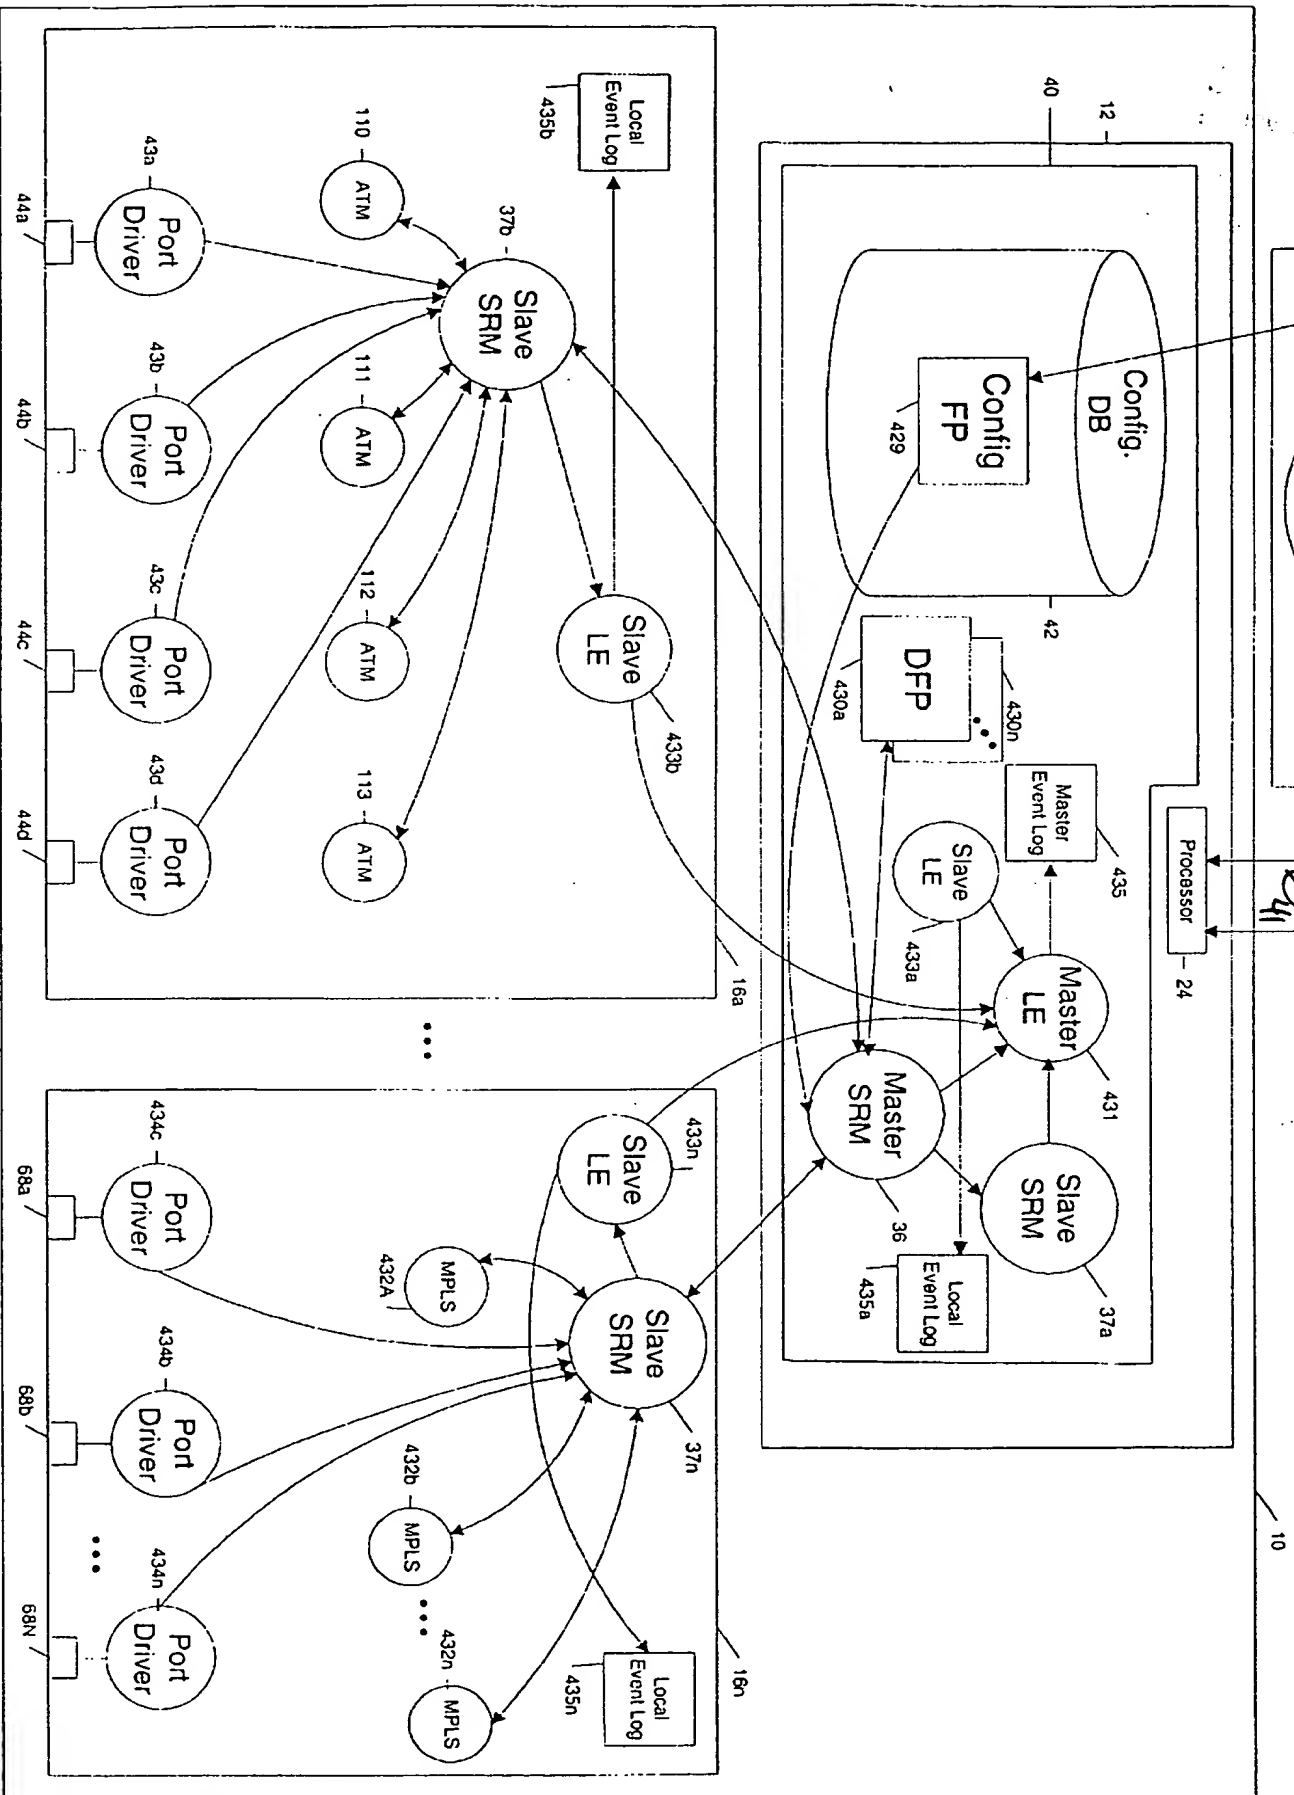 10
12
40
Config.
DB
42
Config
FP
429
DFP
430a
430n
Processor
24
41
Master
Event Log
435
Slave
LE
433a
Master
LE
431
Master
SRM
36
Slave
SRM
37a
Local
Event Log
435a
16a
Local
Event Log
435b
37b
Slave
SRM
Slave
LE
433b
110
ATM
111
ATM
112
ATM
113
ATM
43a
Port
Driver
44a
43b
Port
Driver
44b
43c
Port
Driver
44c
43d
Port
Driver
44d
16n
433n
Slave
LE
Slave
SRM
37n
Local
Event Log
435n
MPLS
432A
432b
MPLS
432n
MPLS
434c
Port
Driver
68a
434b
Port
Driver
68b
434n
Port
Driver
68N